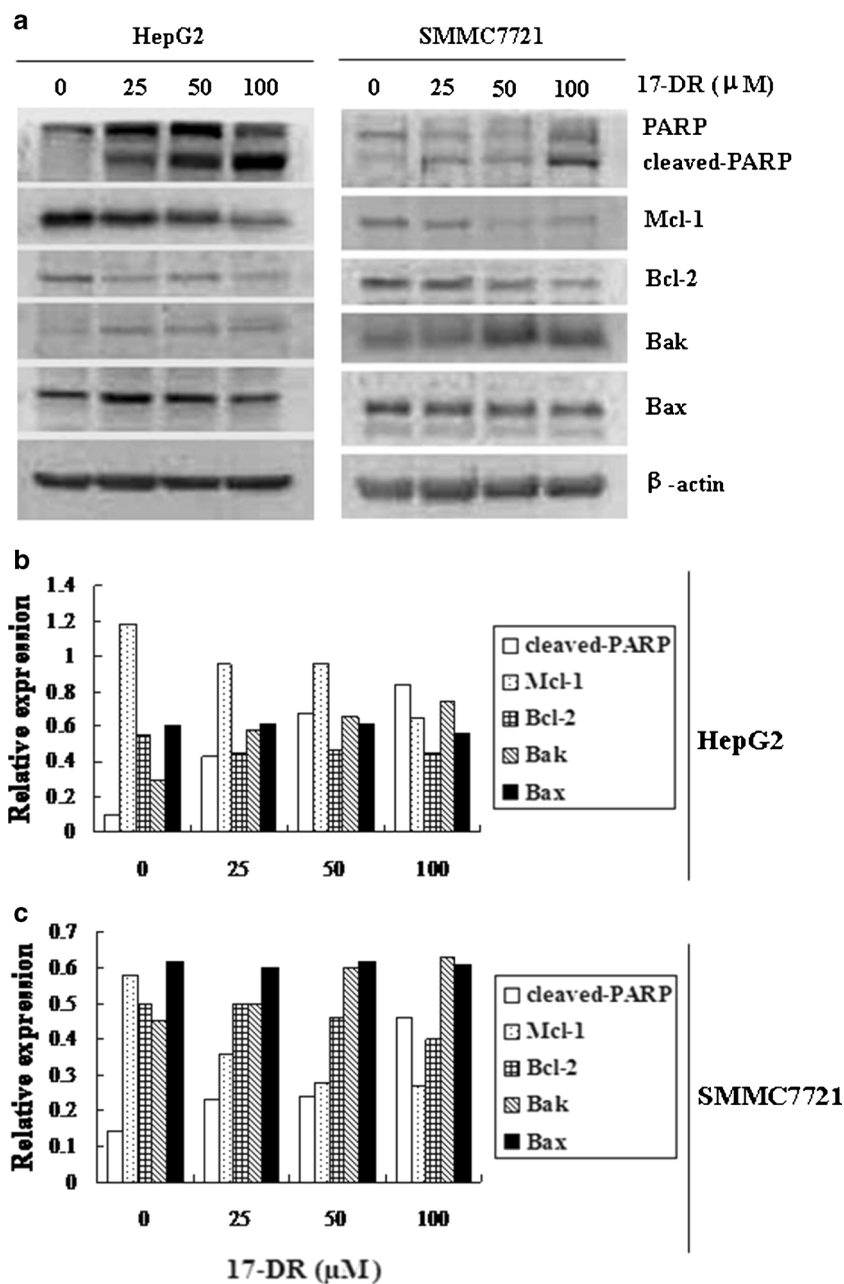 a
HepG2 SMMC7721
0 25 50 100 0 25 50 100 17-DR (μM)
PARP
cleaved-PARP
Mcl-1
Bcl-2
Bak
Bax
β-actin
b
Relative expression
1.4
1.2
1
0.8
0.6
0.4
0.2
0
0 25 50 100
cleaved-PARP
Mcl-1
Bcl-2
Bak
Bax
HepG2
c
Relative expression
0.7
0.6
0.5
0.4
0.3
0.2
0.1
0
0 25 50 100
cleaved-PARP
Mcl-1
Bcl-2
Bak
Bax
SMMC7721
17-DR (μM)